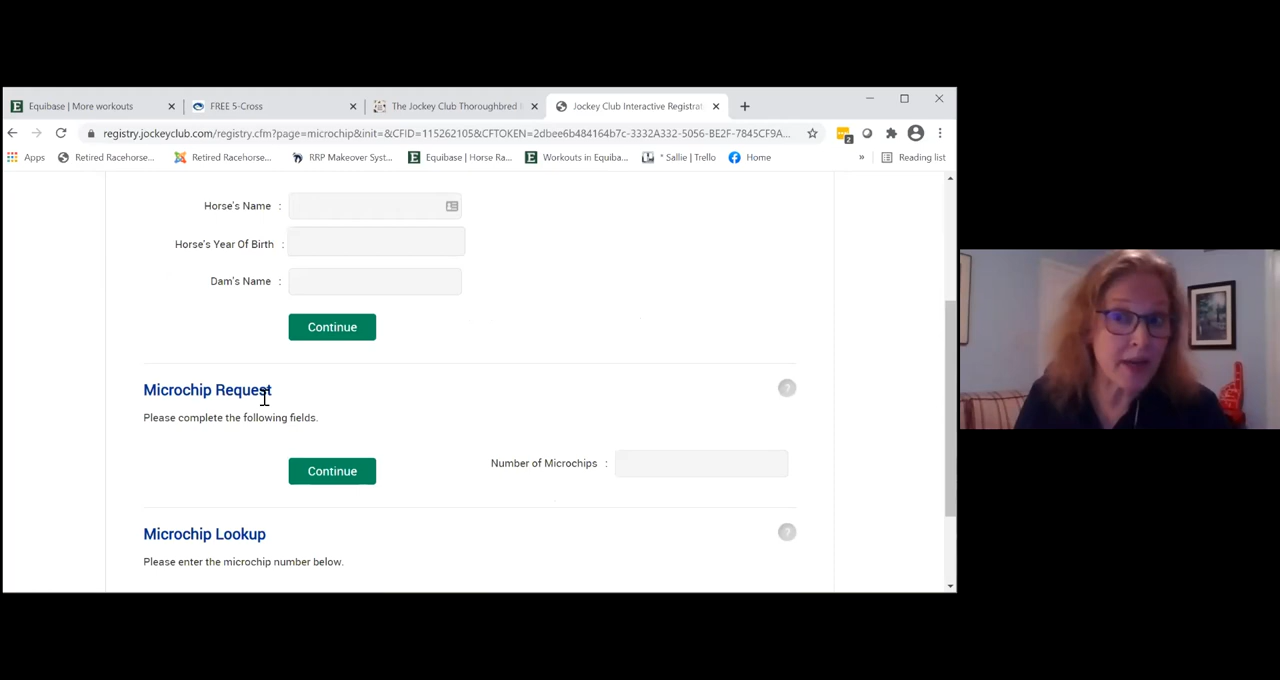 Equibase | More workouts
FREE 5-Cross
The Jockey Club Thoroughbred
Jockey Club Interactive Registrat
registry.jockeyclub.com/registry.cfm?page=microchip&init=&CFID=115262105&CFTOKEN=2dbee6b484164b7c-3332A332-5056-BE2F-7845CF9A...
2
Apps
Retired Racehorse...
Retired Racehorse...
RRP Makeover Syst...
Equibase | Horse Ra...
Workouts in Equiba...
* Sallie | Trello
Home
»
Reading list
Horse's Name :
Horse's Year Of Birth :
Dam's Name :
Continue
Microchip Request
?
Please complete the following fields.
Number of Microchips :
Continue
Microchip Lookup
?
Please enter the microchip number below.